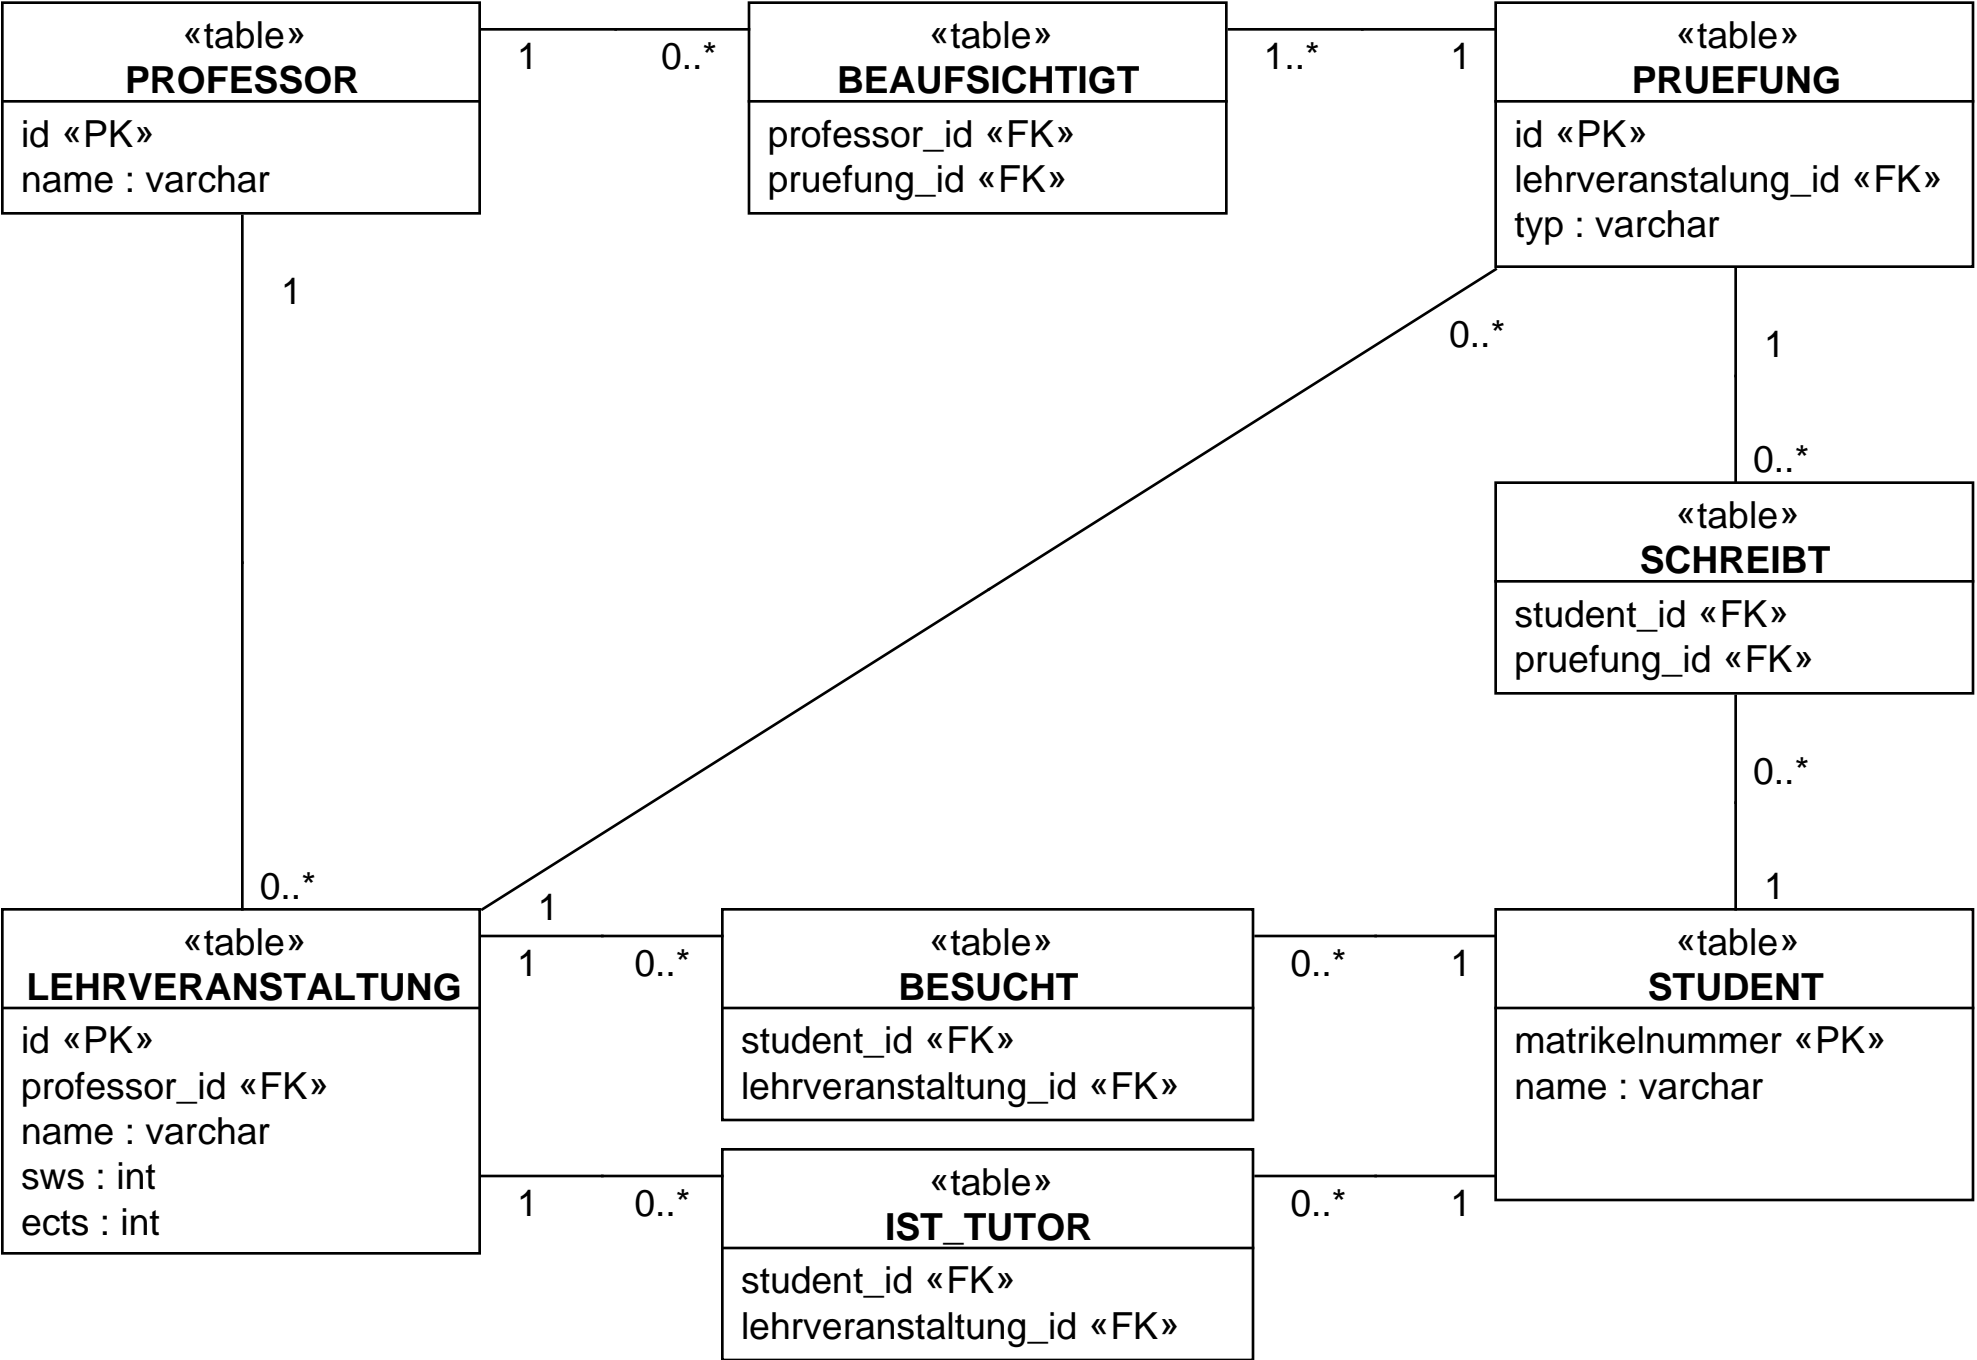 «table»
PROFESSOR
id «PK»
name : varchar
1
0..*
«table»
BEAUFSICHTIGT
professor_id «FK»
pruefung_id «FK»
1..*
1
«table»
PRUEFUNG
id «PK»
lehrveranstalung_id «FK»
typ : varchar
1
0..*
1
0..*
«table»
SCHREIBT
student_id «FK»
pruefung_id «FK»
0..*
1
0..*
1
«table»
LEHRVERANSTALTUNG
id «PK»
professor_id «FK»
name : varchar
sws : int
ects : int
1
0..*
«table»
BESUCHT
student_id «FK»
lehrveranstaltung_id «FK»
0..*
1
«table»
STUDENT
matrikelnummer «PK»
name : varchar
1
0..*
«table»
IST_TUTOR
student_id «FK»
lehrveranstaltung_id «FK»
0..*
1